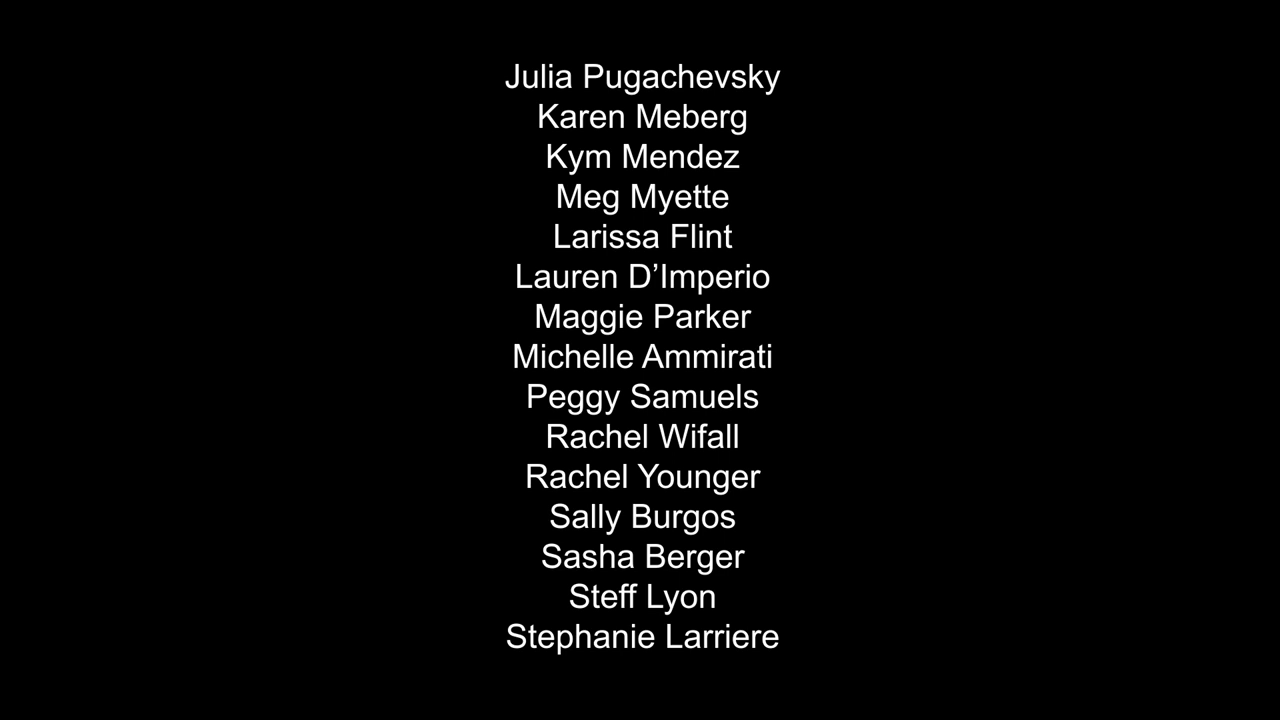 Julia Pugachevsky
Karen Meberg
Kym Mendez
Meg Myette
Larissa Flint
Lauren D’Imperio
Maggie Parker
Michelle Ammirati
Peggy Samuels
Rachel Wifall
Rachel Younger
Sally Burgos
Sasha Berger
Steff Lyon
Stephanie Larriere